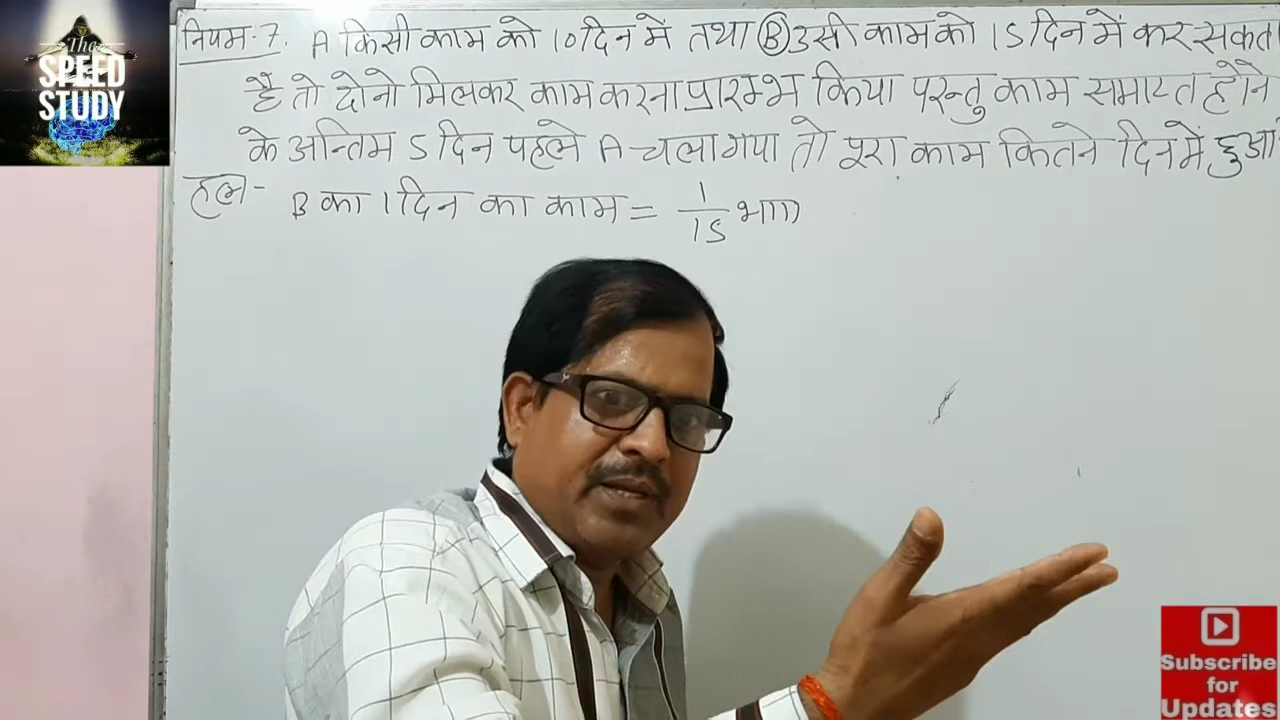 The
SPEED
STUDY
नियम-7. A किसी काम को 10 दिन में तथा B उसी काम को 15 दिन में कर सकता
है तो दोनो मिलकर काम करना प्रारम्भ किया परन्तु काम समाप्त होने
के अन्तिम 5 दिन पहले A चला गया तो पूरा काम कितने दिन में हुआ
हल- B का 1 दिन का काम = 1/15 भाग
Subscribe
for
Updates